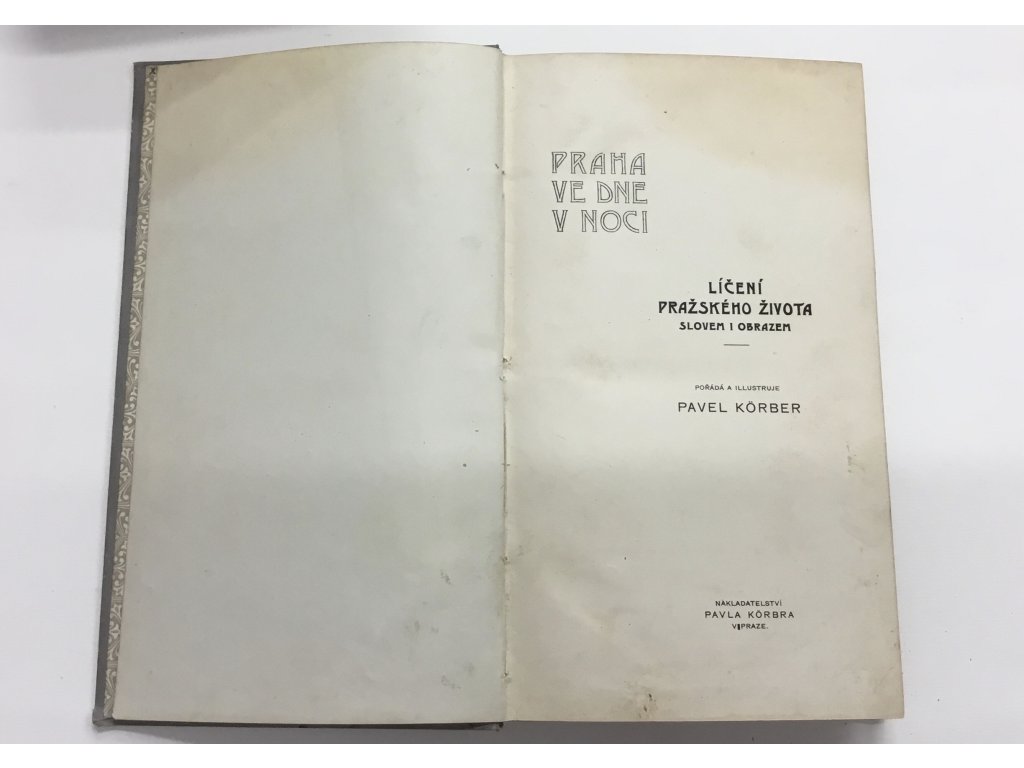 PRAHA
VE DNE
V NOCI
LÍČENÍ
PRAŽSKÉHO ŽIVOTA
SLOVEM I OBRAZEM
POŘÁDÁ A ILLUSTRUJE
PAVEL KÖRBER
NAKLADATELSTVÍ
PAVLA KÖRBRA
V PRAZE.